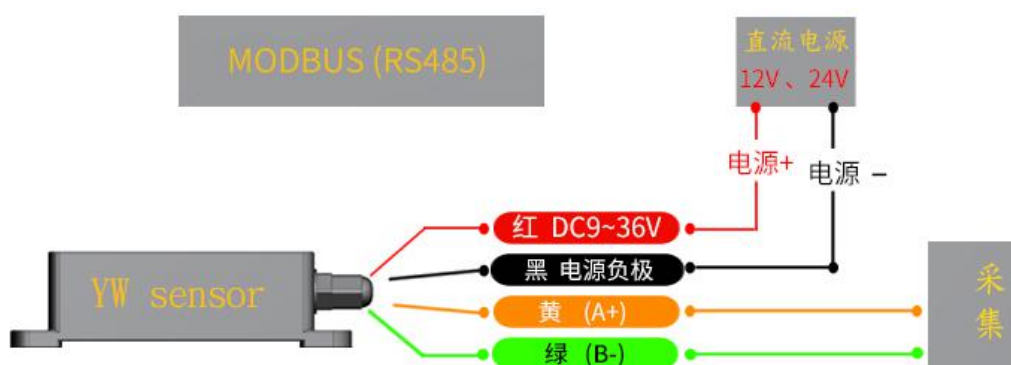 MODBUS (RS485)
直流电源
12V 、 24V
电源+
电源 －
红 DC9~36V
黑 电源负极
YW sensor
黄 (A+)
绿 (B-)
采
集